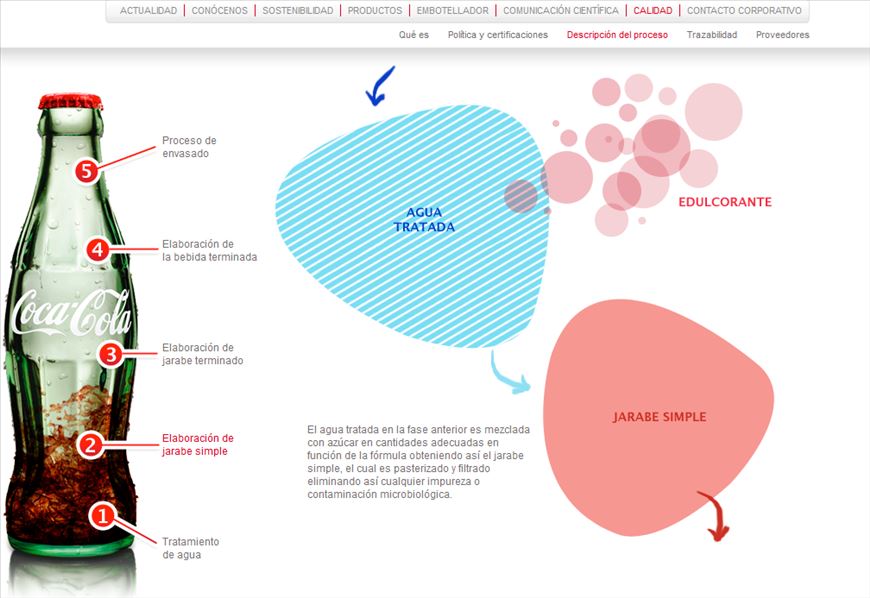 ACTUALIDAD | CONÓCENOS | SOSTENIBILIDAD | PRODUCTOS | EMBOTELLADOR | COMUNICACIÓN CIENTÍFICA | CALIDAD | CONTACTO CORPORATIVO
Qué es Política y certificaciones Descripción del proceso Trazabilidad Proveedores
Proceso de
envasado
5
Elaboración de
la bebida terminada
4
Coca-Cola
Elaboración de
jarabe terminado
3
Elaboración de
jarabe simple
2
1
Tratamiento
de agua
AGUA
TRATADA
EDULCORANTE
JARABE SIMPLE
El agua tratada en la fase anterior es mezclada
con azúcar en cantidades adecuadas en
función de la fórmula obteniendo así el jarabe
simple, el cual es pasterizado y filtrado
eliminando así cualquier impureza o
contaminación microbiológica.